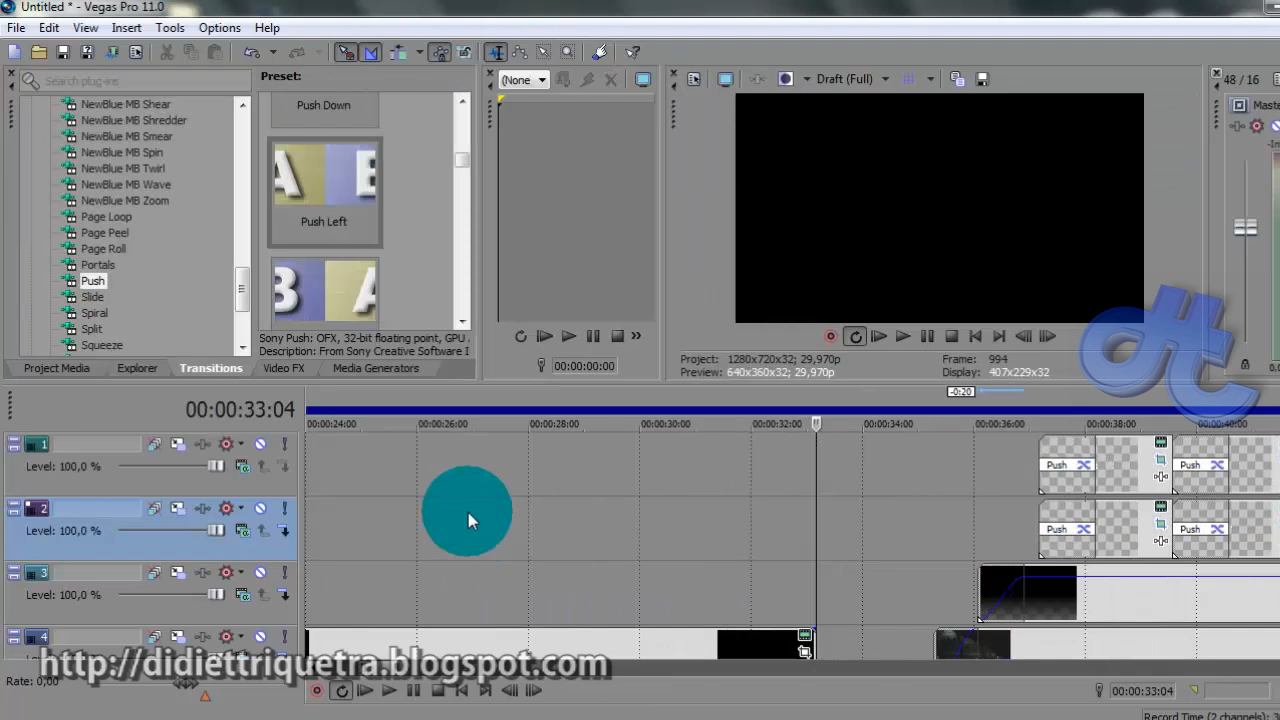 Untitled * - Vegas Pro 11.0
File Edit View Insert Tools Options Help
Search plug-ins
Preset:
(None
Draft (Full)
48 / 16
NewBlue MB Shear
NewBlue MB Shredder
NewBlue MB Smear
NewBlue MB Spin
NewBlue MB Twirl
NewBlue MB Wave
NewBlue MB Zoom
Page Loop
Page Peel
Page Roll
Portals
Push
Slide
Spiral
Split
Squeeze
Push Down
Push Left
Sony Push: OFX, 32-bit floating point, GPU
Description: From Sony Creative Software I
Project Media Explorer Transitions Video FX Media Generators
00:00:00:00
Project: 1280x720x32; 29,970p
Preview: 640x360x32; 29,970p
Frame: 994
Display: 407x229x32
-0:20
00:00:33:04
00:00:24:00 00:00:26:00 00:00:28:00 00:00:30:00 00:00:32:00 00:00:34:00 00:00:36:00 00:00:38:00 00:00:40:00
1
Level: 100,0 %
Push Push
2
Level: 100,0 %
Push Push
3
Level: 100,0 %
4
http://didiettriquetra.blogspot.com
Rate: 0,00
00:00:33:04
Record Time (2 channels): 3